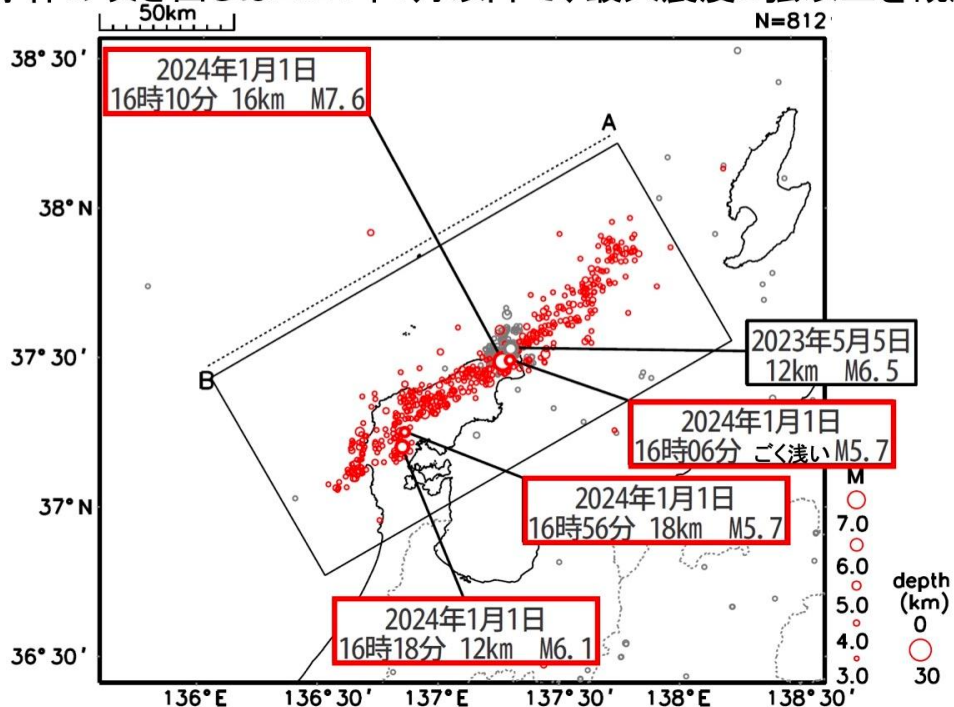 50km
N=812
38°30′
2024年1月1日
16時10分 16km M7.6
A
38°N
37°30′
B
2023年5月5日
12km M6.5
2024年1月1日
16時06分 ごく浅い M5.7
37°N
2024年1月1日
16時56分 18km M5.7
M
7.0
6.0
5.0
4.0
3.0
depth
(km)
0
30
2024年1月1日
16時18分 12km M6.1
36°30′
136°E
136°30′
137°E
137°30′
138°E
138°30′